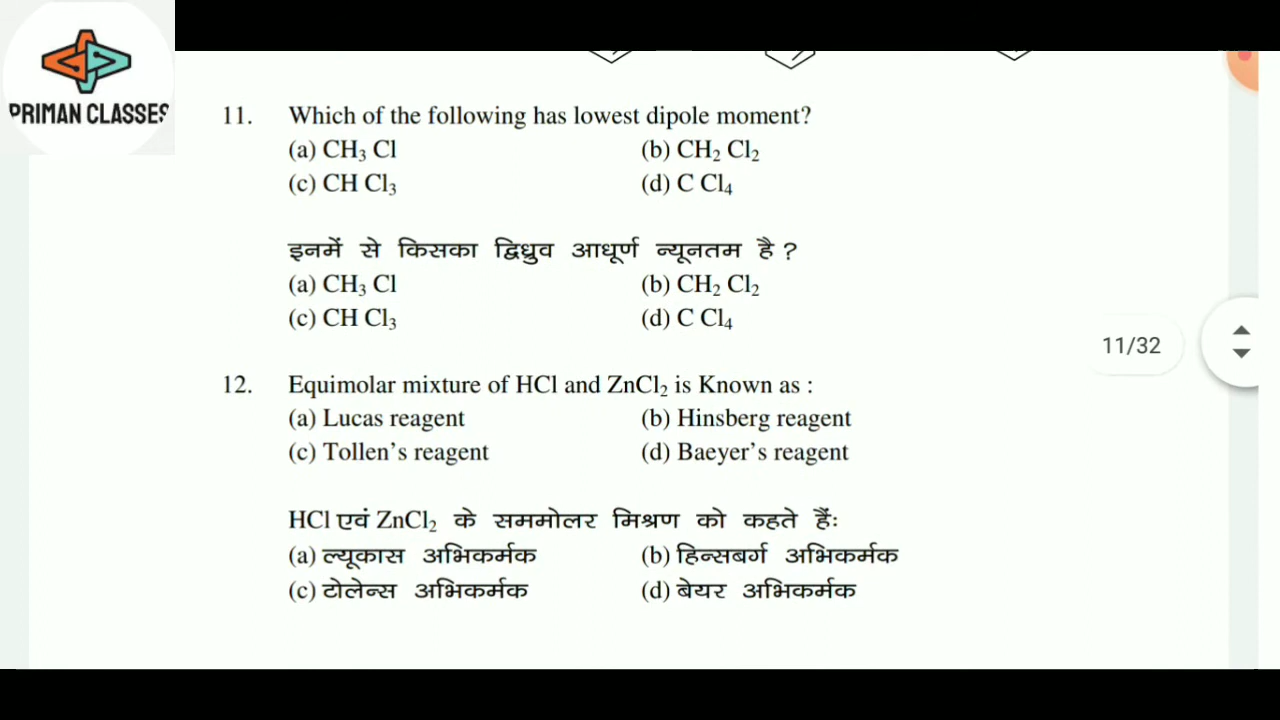 PRIMAN CLASSES
11. Which of the following has lowest dipole moment?
(a) CH₃ Cl (b) CH₂ Cl₂
(c) CH Cl₃ (d) C Cl₄
इनमें से किसका द्विध्रुव आधूर्ण न्यूनतम है ?
(a) CH₃ Cl (b) CH₂ Cl₂
(c) CH Cl₃ (d) C Cl₄
11/32
12. Equimolar mixture of HCl and ZnCl₂ is Known as :
(a) Lucas reagent (b) Hinsberg reagent
(c) Tollen’s reagent (d) Baeyer’s reagent
HCl एवं ZnCl₂ के सममोलर मिश्रण को कहते हैंः
(a) ल्यूकास अभिकर्मक (b) हिन्सबर्ग अभिकर्मक
(c) टोलेन्स अभिकर्मक (d) बेयर अभिकर्मक